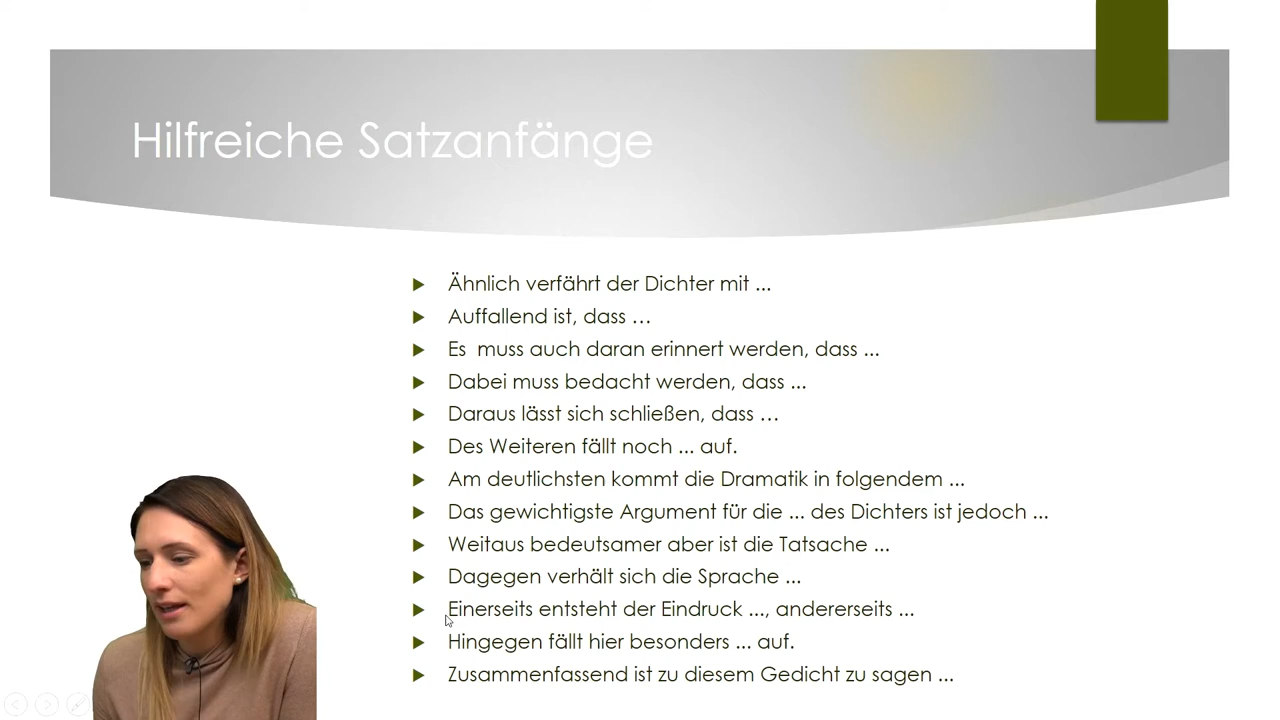 Hilfreiche Satzanfänge
Ähnlich verfährt der Dichter mit ...
Auffallend ist, dass …
Es  muss auch daran erinnert werden, dass ...
Dabei muss bedacht werden, dass ...
Daraus lässt sich schließen, dass …
Des Weiteren fällt noch ... auf.
Am deutlichsten kommt die Dramatik in folgendem ...
Das gewichtigste Argument für die ... des Dichters ist jedoch ...
Weitaus bedeutsamer aber ist die Tatsache ...
Dagegen verhält sich die Sprache ...
Einerseits entsteht der Eindruck ..., andererseits ...
Hingegen fällt hier besonders ... auf.
Zusammenfassend ist zu diesem Gedicht zu sagen ...